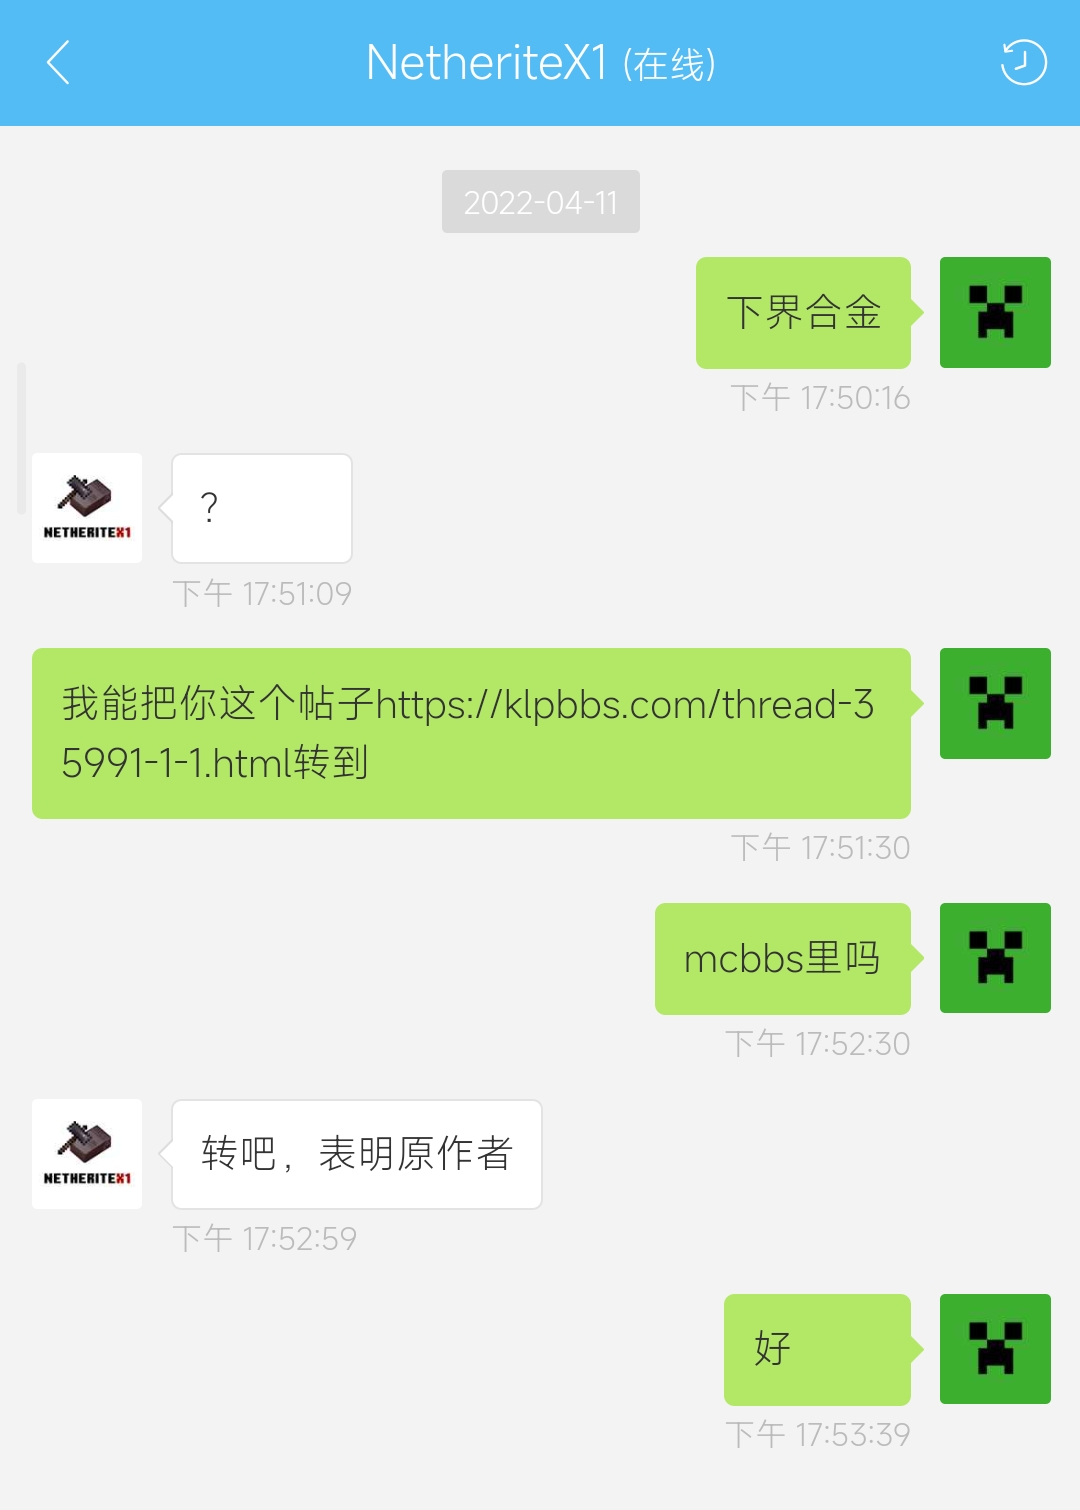 NetheriteX1 (在线)
2022-04-11
下界合金
下午 17:50:16
NETHERITEX1
?
下午 17:51:09
我能把你这个帖子https://klpbbs.com/thread-3
5991-1-1.html转到
下午 17:51:30
mcbbs里吗
下午 17:52:30
NETHERITEX1
转吧，表明原作者
下午 17:52:59
好
下午 17:53:39